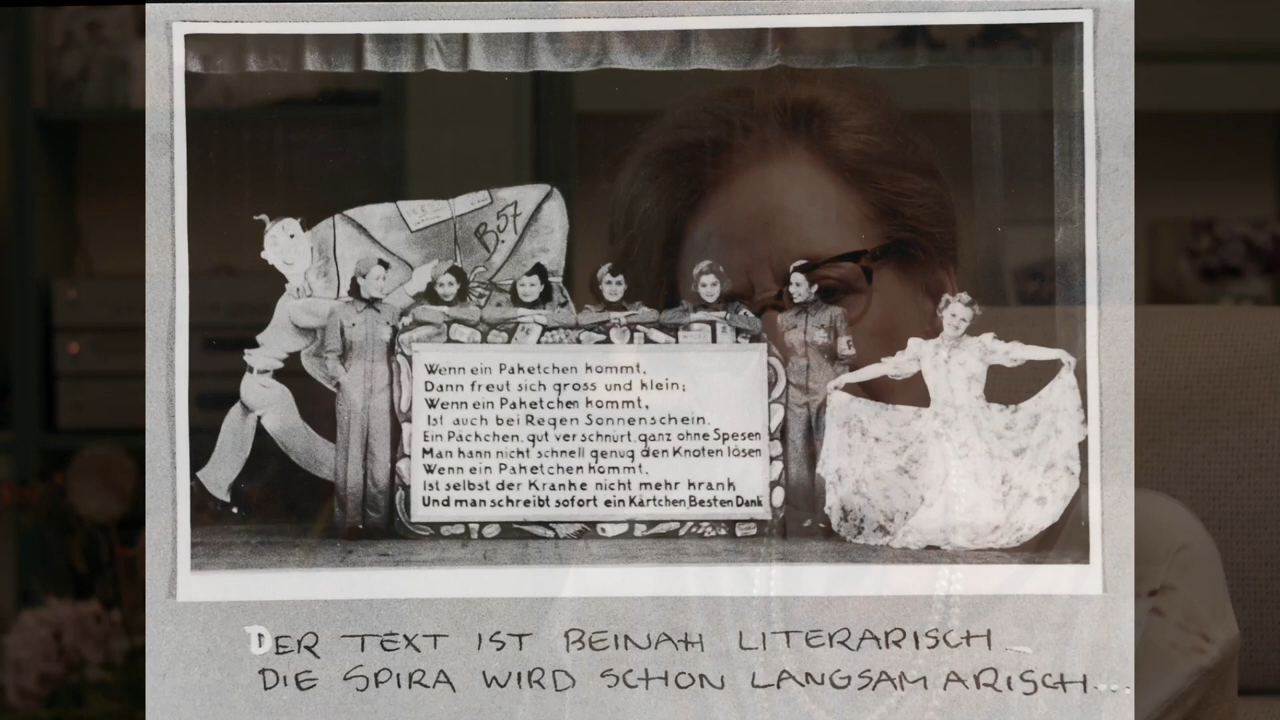 B.57
Wenn ein Paketchen kommt,
Dann freut sich gross und klein;
Wenn ein Paketchen kommt,
Ist auch bei Regen Sonnenschein.
Ein Päckchen, gut verschnürt, ganz ohne Spesen
Man kann nicht schnell genug den Knoten lösen
Wenn ein Paketchen kommt,
Ist selbst der Kranke nicht mehr krank
Und man schreibt sofort ein Kärtchen Besten Dank
DER TEXT IST BEINAH LITERARISCH _
DIE SPIRA WIRD SCHON LANGSAM ARISCH...